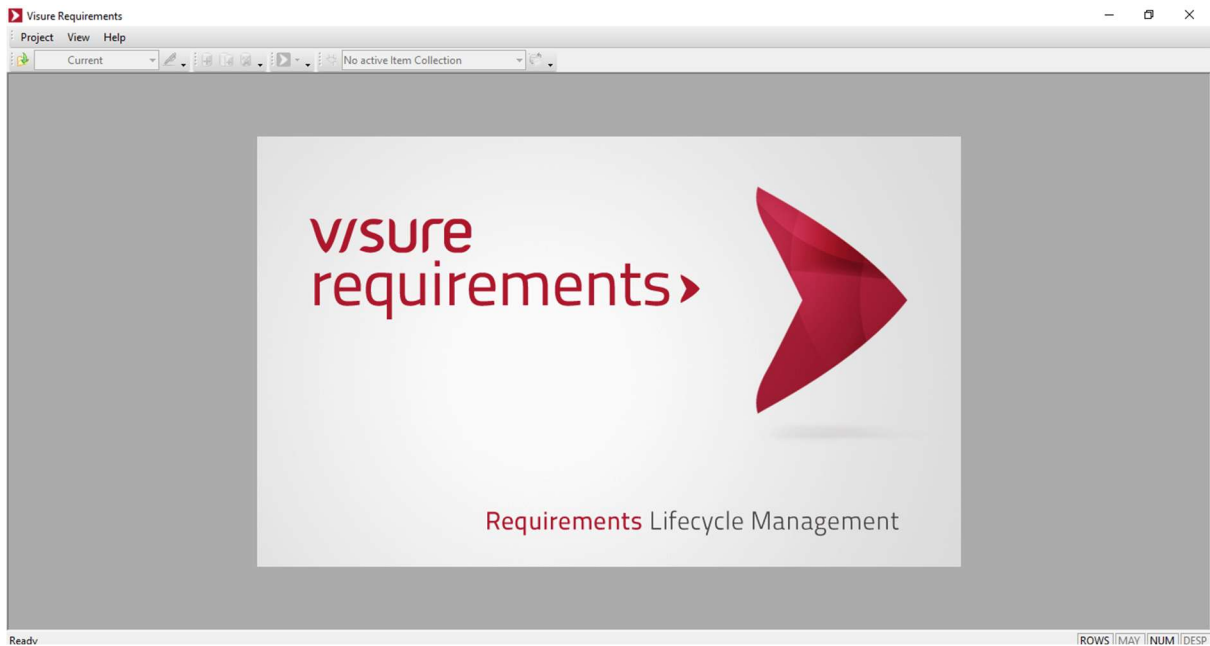 Visure Requirements
Project View Help
Current No active Item Collection
visure
requirements
Requirements Lifecycle Management
Ready ROWS MAY NUM DESP